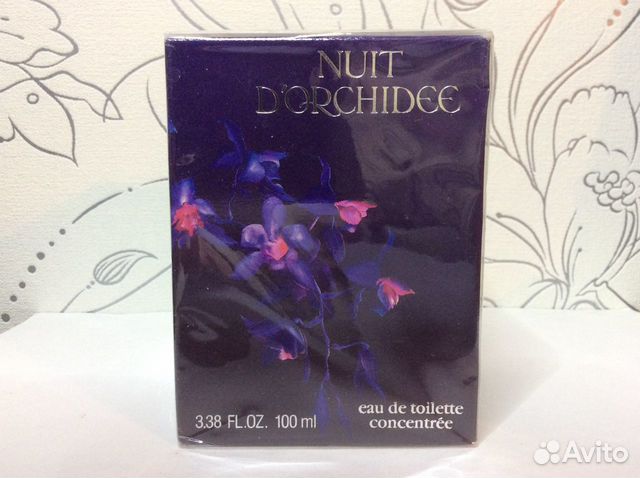 NUIT
D'ORCHIDEE
3.38 FL.OZ. 100 ml
eau de toilette
concentrée
Avito